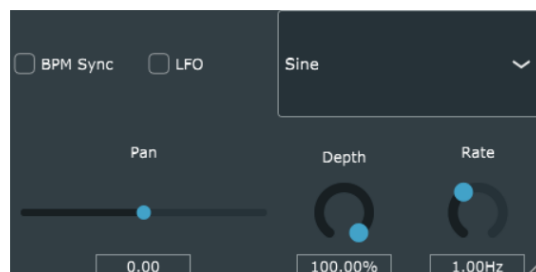 BPM Sync LFO Sine
Pan Depth Rate
0.00 100.00% 1.00Hz